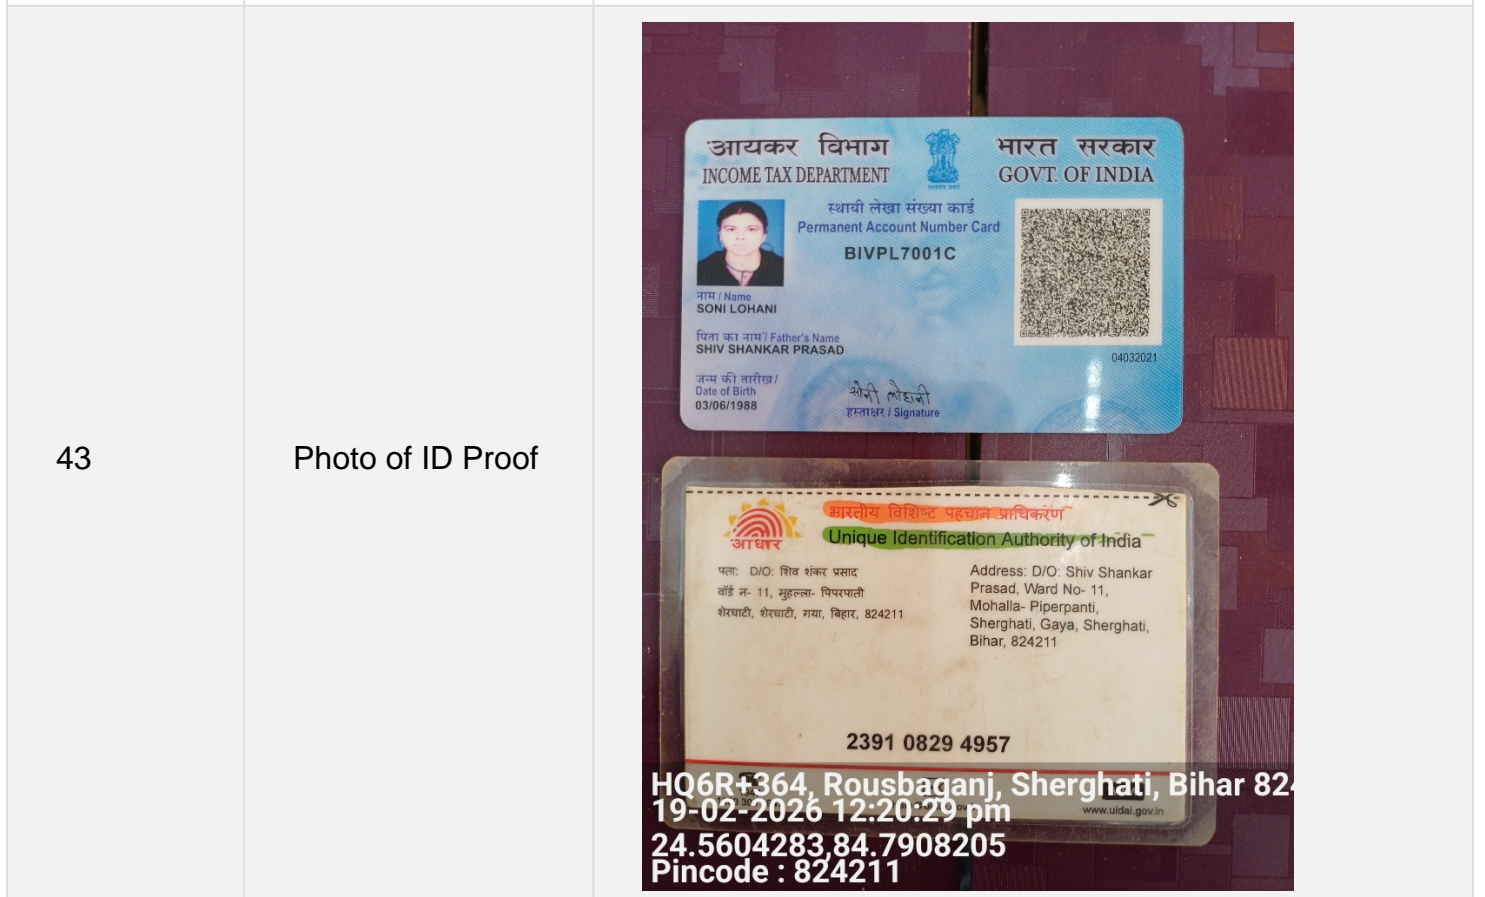 43
Photo of ID Proof
आयकर विभाग
INCOME TAX DEPARTMENT
भारत सरकार
GOVT. OF INDIA
स्थायी लेखा संख्या कार्ड
Permanent Account Number Card
BIVPL7001C
नाम / Name
SONI LOHANI
पिता का नाम / Father's Name
SHIV SHANKAR PRASAD
04032021
जन्म की तारीख /
Date of Birth
03/06/1988
सोनी लोहानी
हस्ताक्षर / Signature
भारतीय विशिष्ट पहचान प्राधिकरण
Unique Identification Authority of India
आधार
पता: D/O: शिव शंकर प्रसाद
वॉर्ड न- 11, मुहल्ला- पिपरपाती
शेरघाटी, शेरघाटी, गया, बिहार, 824211
Address: D/O: Shiv Shankar
Prasad, Ward No- 11,
Mohalla- Piperpanti,
Sherghati, Gaya, Sherghati,
Bihar, 824211
2391 0829 4957
HQ6R+364, Rousbaganj, Sherghati, Bihar 824
www.uidai.gov.in
19-02-2026 12:20:29 pm
24.5604283,84.7908205
Pincode : 824211